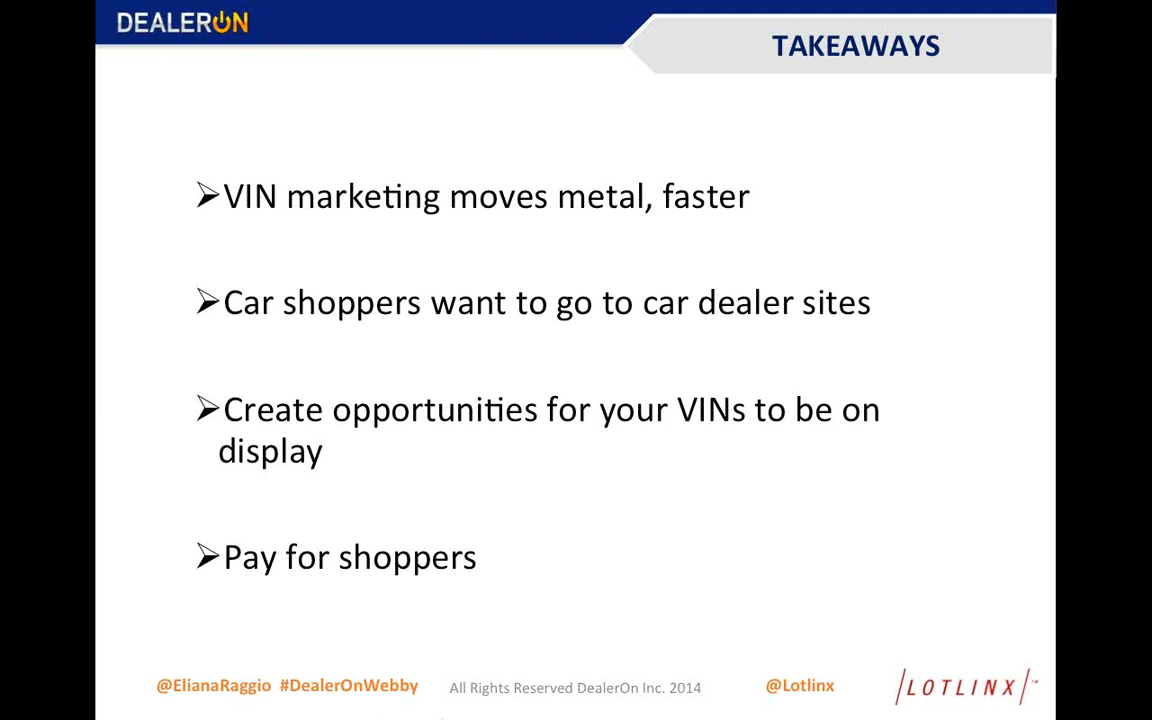 DEALERON
TAKEAWAYS
➢VIN marketing moves metal, faster
➢Car shoppers want to go to car dealer sites
➢Create opportunities for your VINs to be on
display
➢Pay for shoppers
@ElianaRaggio #DealerOnWebby All Rights Reserved DealerOn Inc. 2014 @Lotlinx /LOTLINX/™